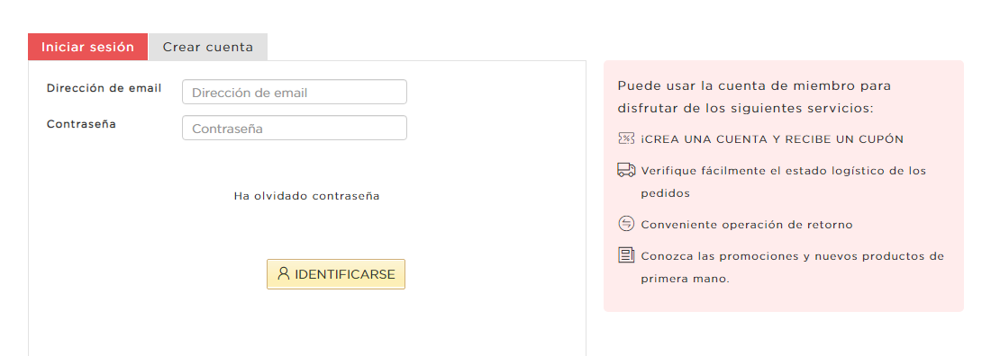 Iniciar sesión
Crear cuenta
Dirección de email
Dirección de email
Contraseña
Contraseña
Ha olvidado contraseña
IDENTIFICARSE
Puede usar la cuenta de miembro para
disfrutar de los siguientes servicios:
¡CREA UNA CUENTA Y RECIBE UN CUPÓN
Verifique fácilmente el estado logístico de los
pedidos
Conveniente operación de retorno
Conozca las promociones y nuevos productos de
primera mano.